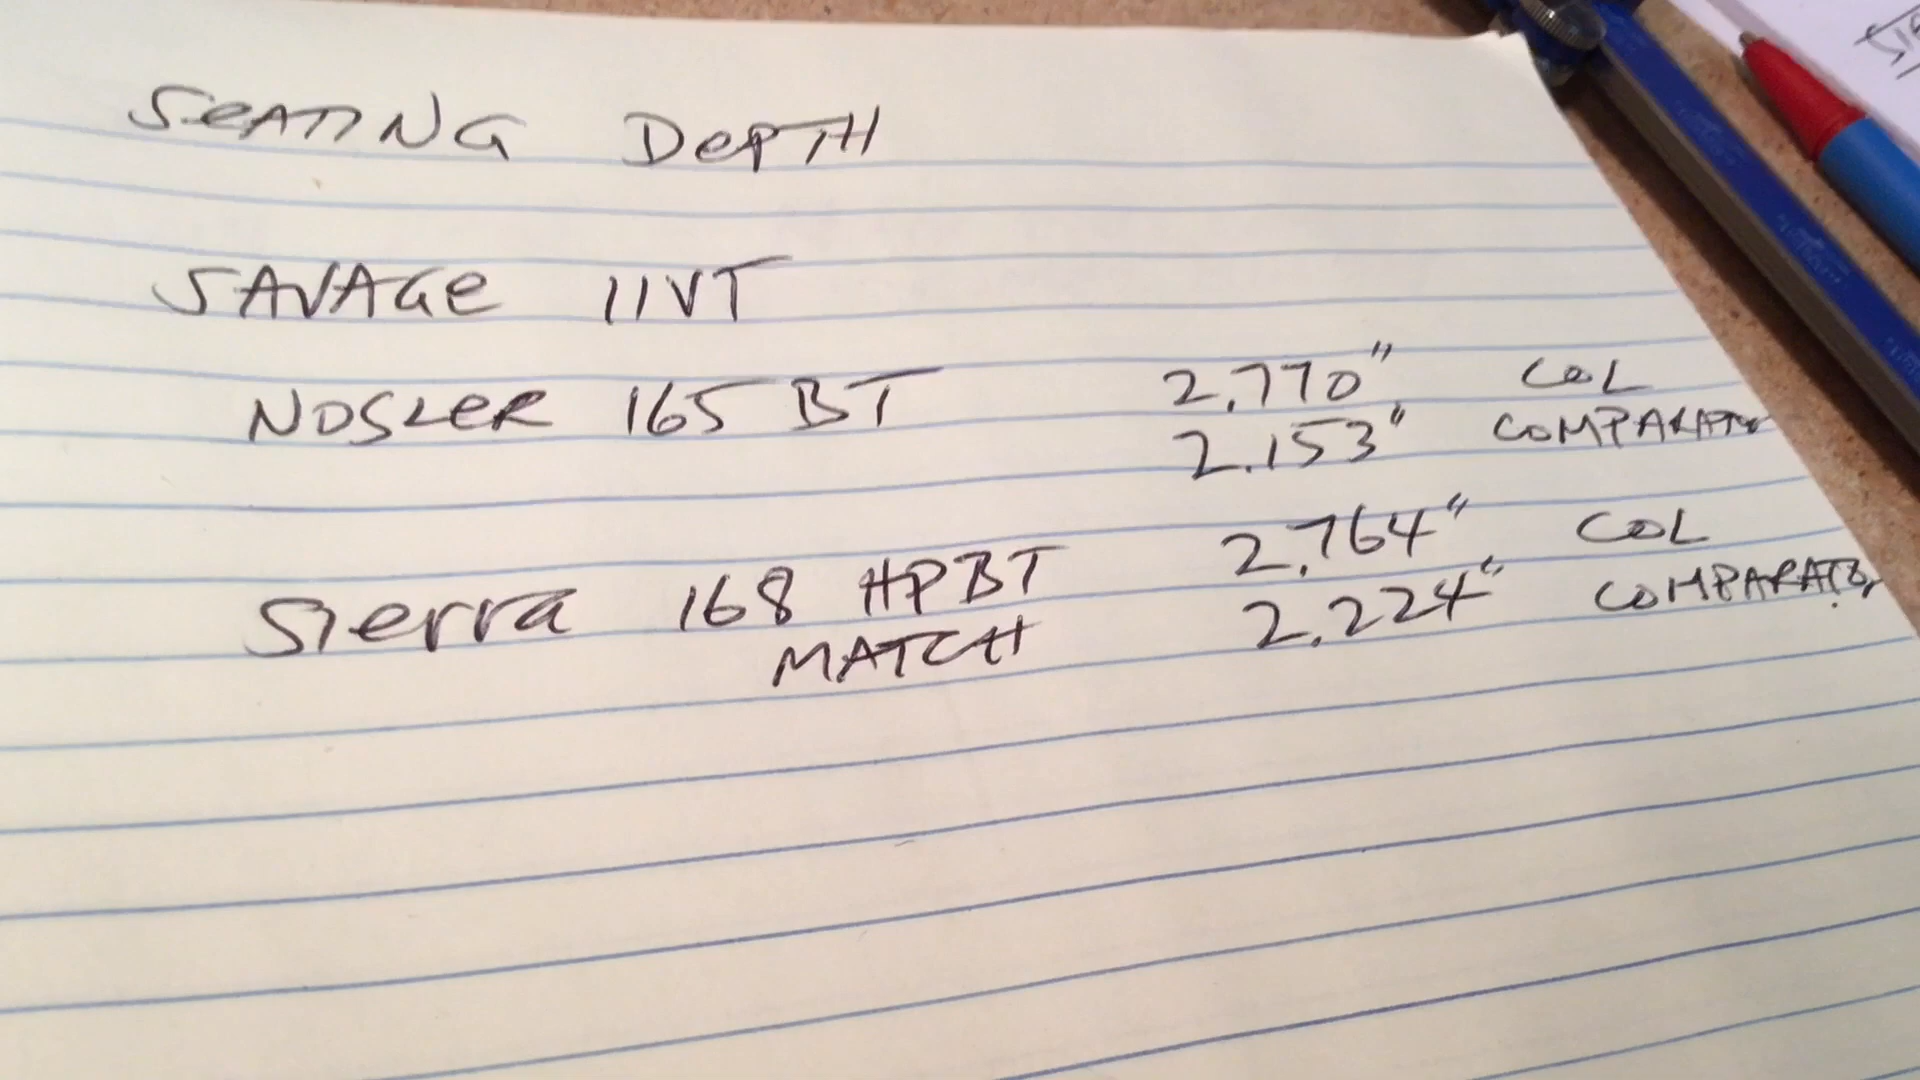 SEATING DEPTH
SAVAGE 11VT
NOSLER 165 BT 2.770" COL
2.153" COMPARATOR
Sierra 168 HPBT 2.764" COL
MATCH 2.224" COMPARATOR